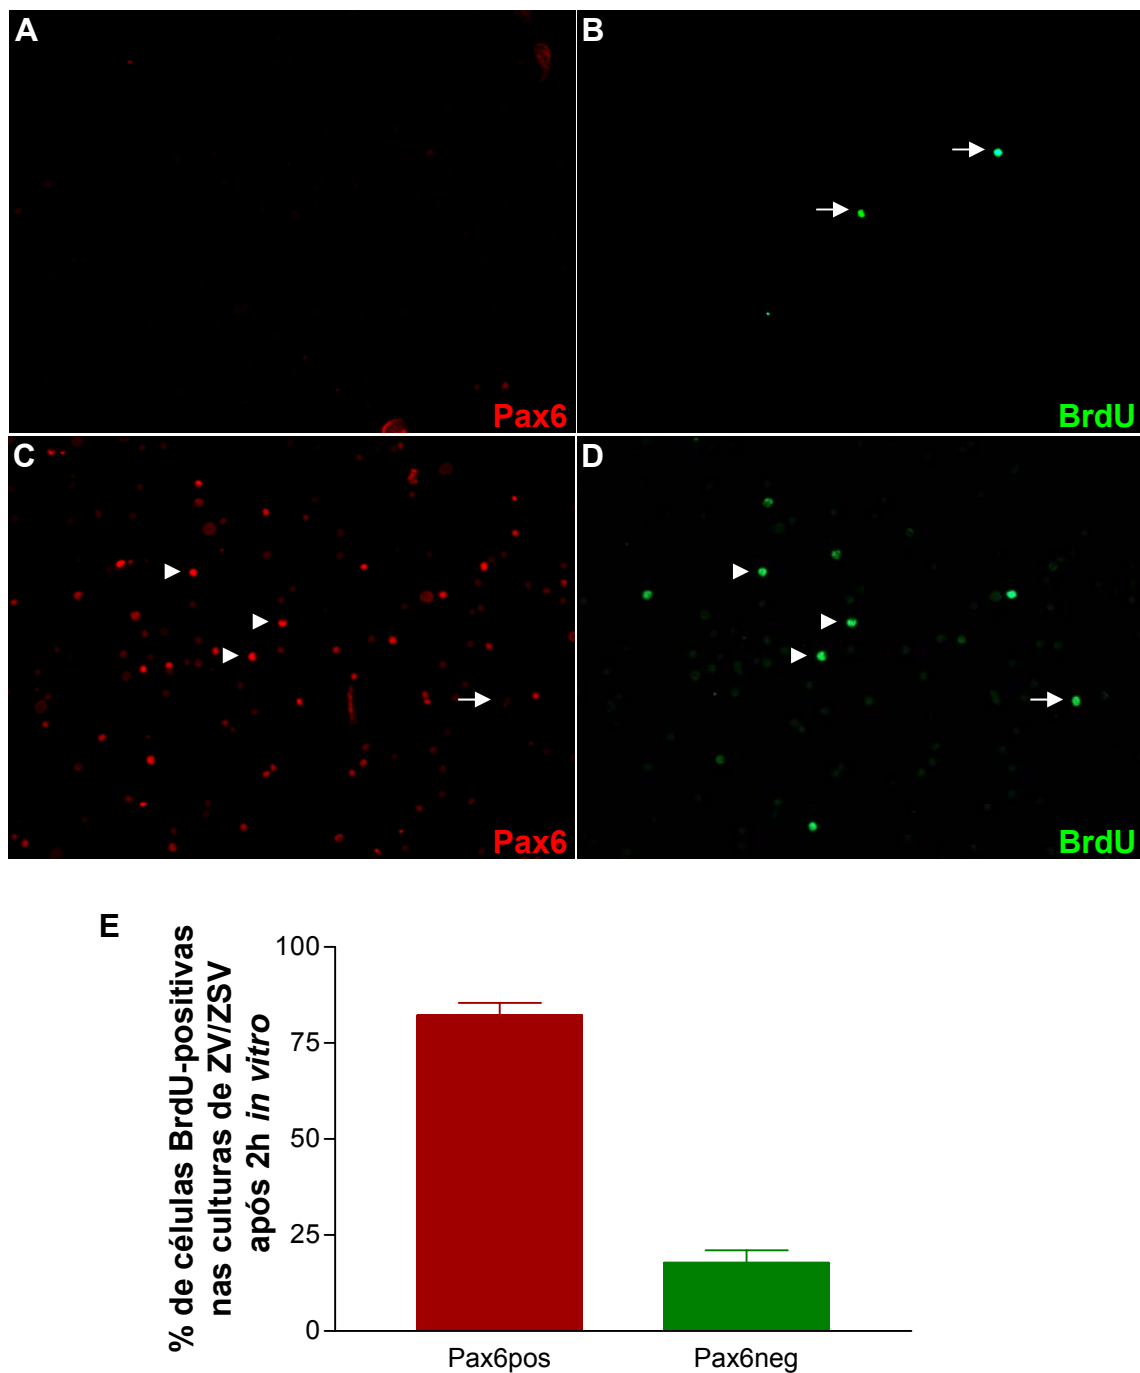 A
B
Pax6
BrdU
C
D
Pax6
BrdU
E
% de células BrdU-positivas
nas culturas de ZV/ZSV
após 2h in vitro
100
75
50
25
0
Pax6pos
Pax6neg